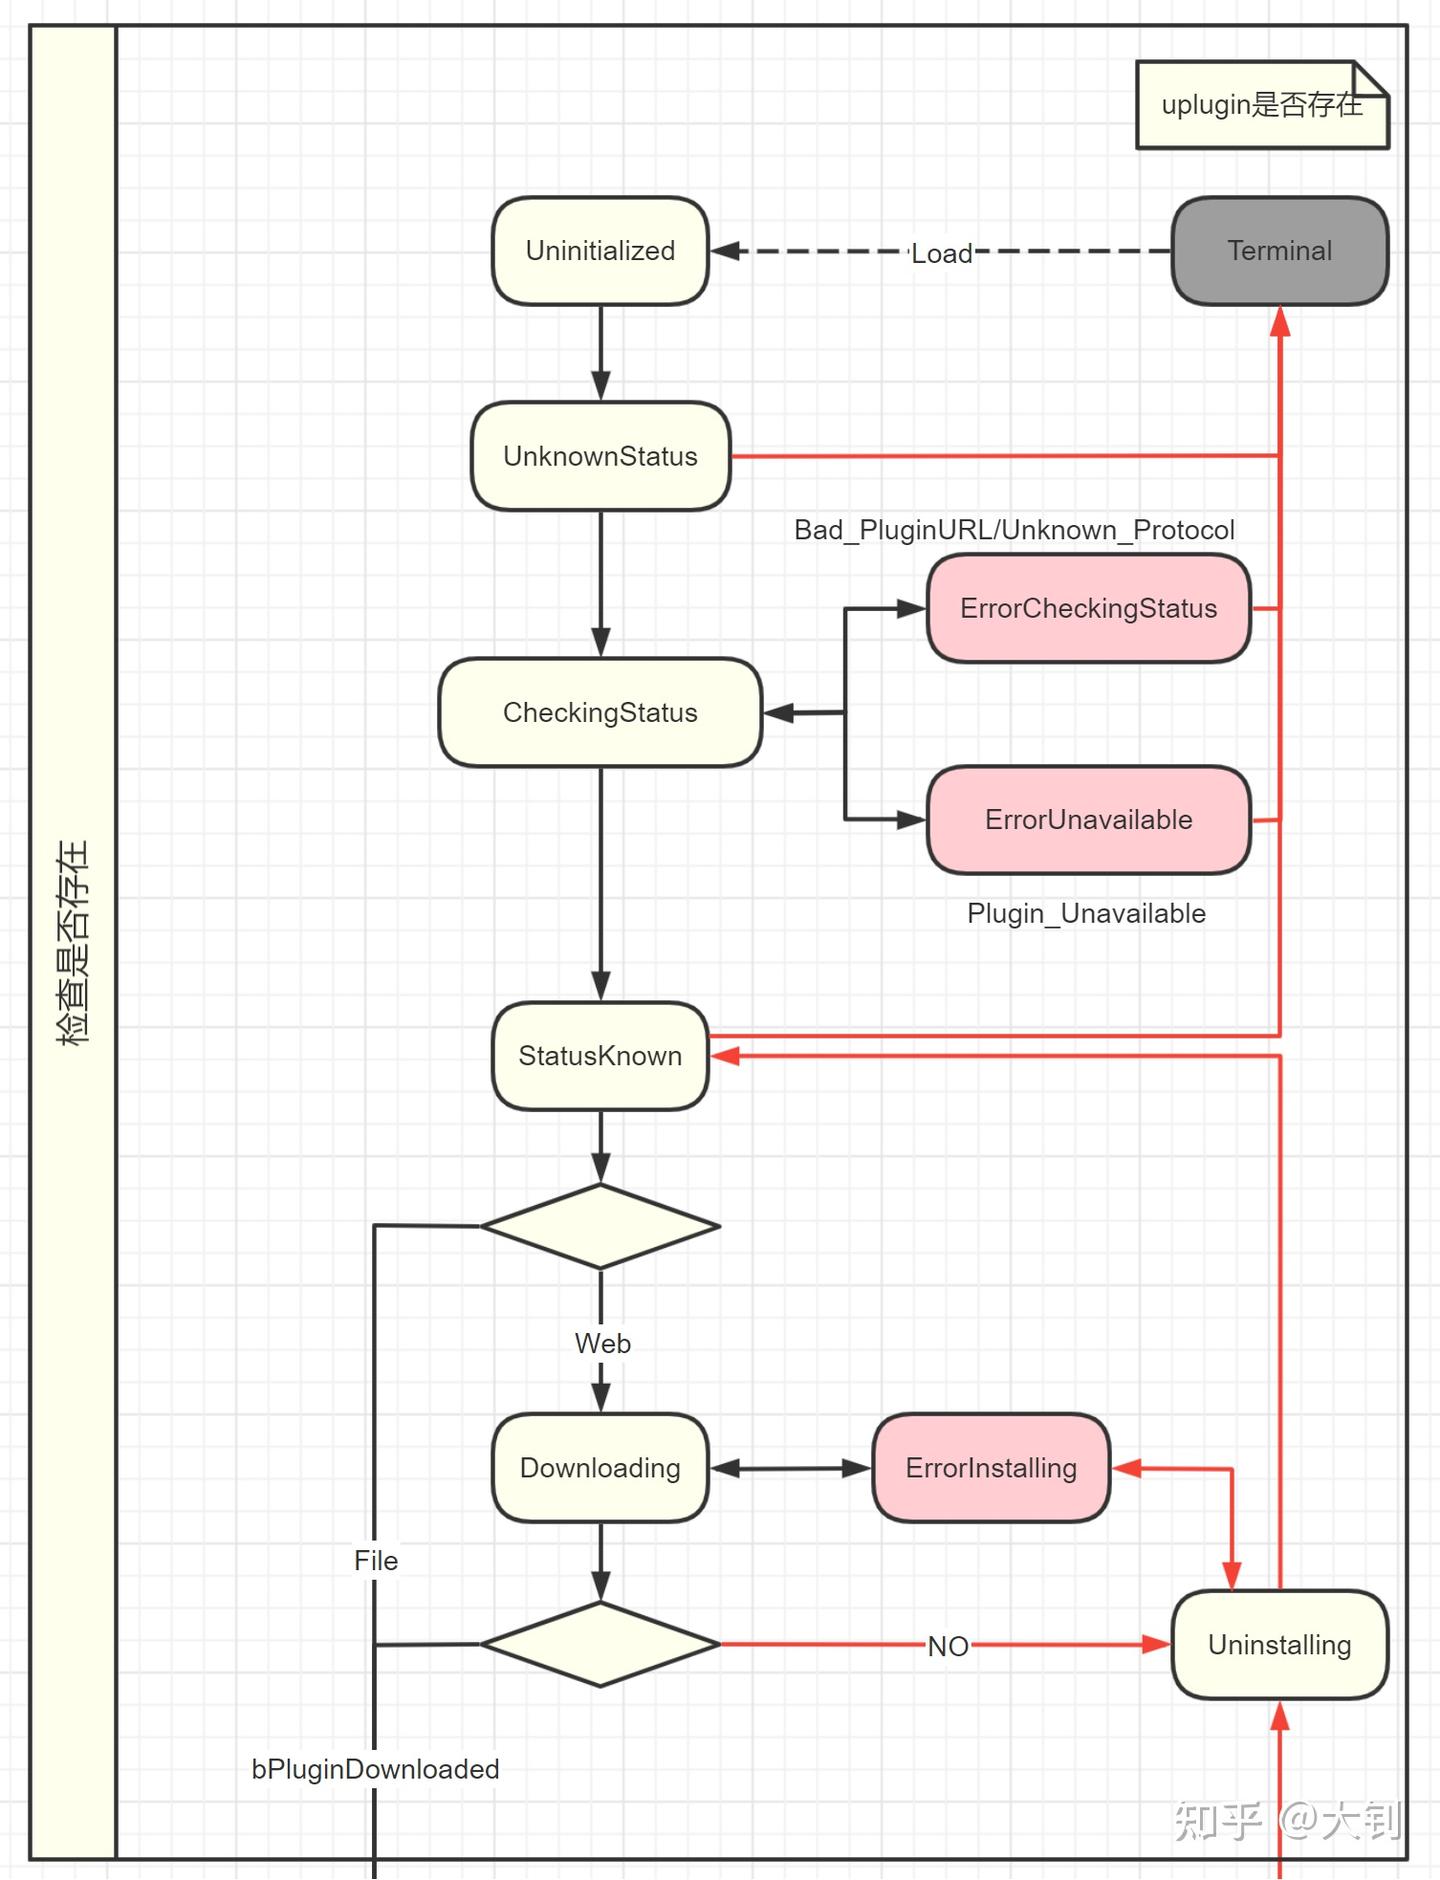 uplugin是否存在
Uninitialized
Load
Terminal
UnknownStatus
Bad_PluginURL/Unknown_Protocol
ErrorCheckingStatus
CheckingStatus
ErrorUnavailable
Plugin_Unavailable
检查是否存在
StatusKnown
Web
Downloading
ErrorInstalling
File
NO
Uninstalling
bPluginDownloaded
知乎 @大钊